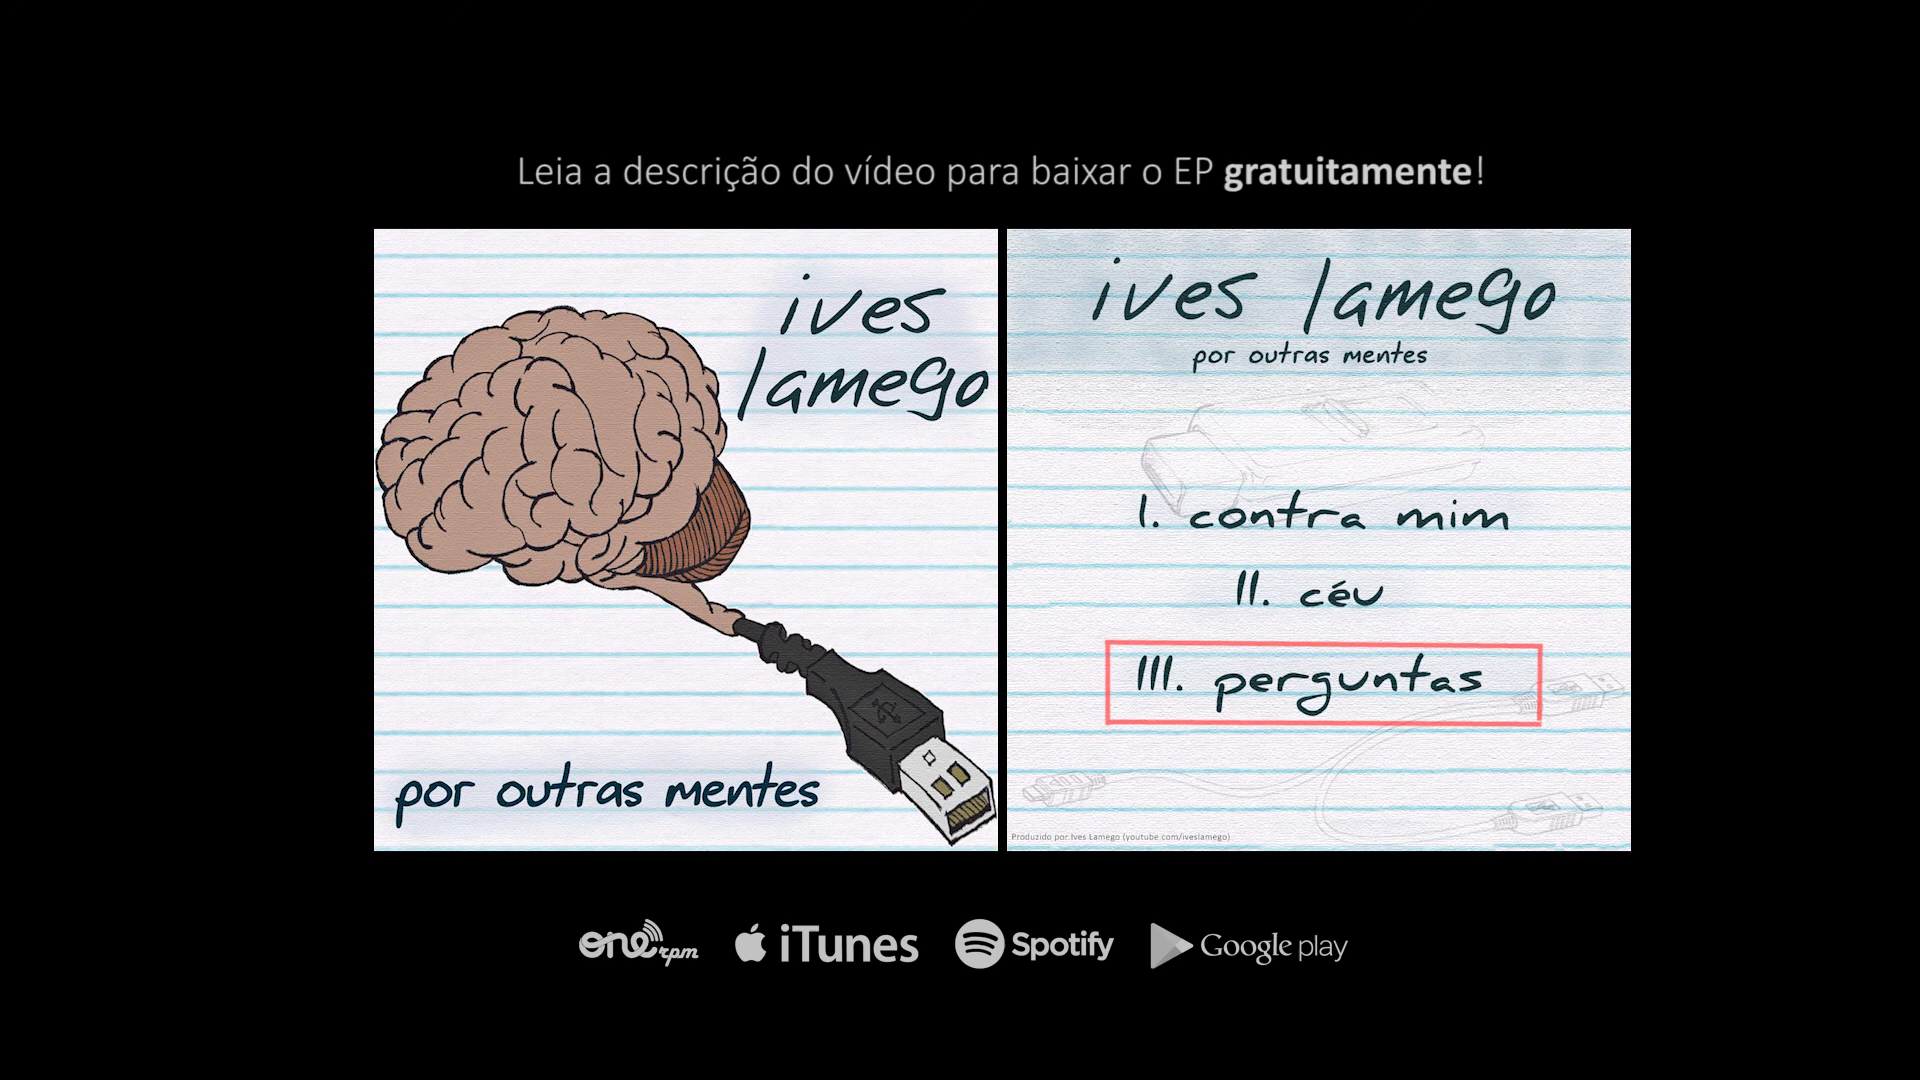 Leia a descrição do vídeo para baixar o EP gratuitamente!
ives
lamego
por outras mentes
ives lamego
por outras mentes
I. contra mim
II. céu
III. perguntas
Produzido por Ives Lamego (youtube.com/iveslamego)
onerpm iTunes Spotify Google play